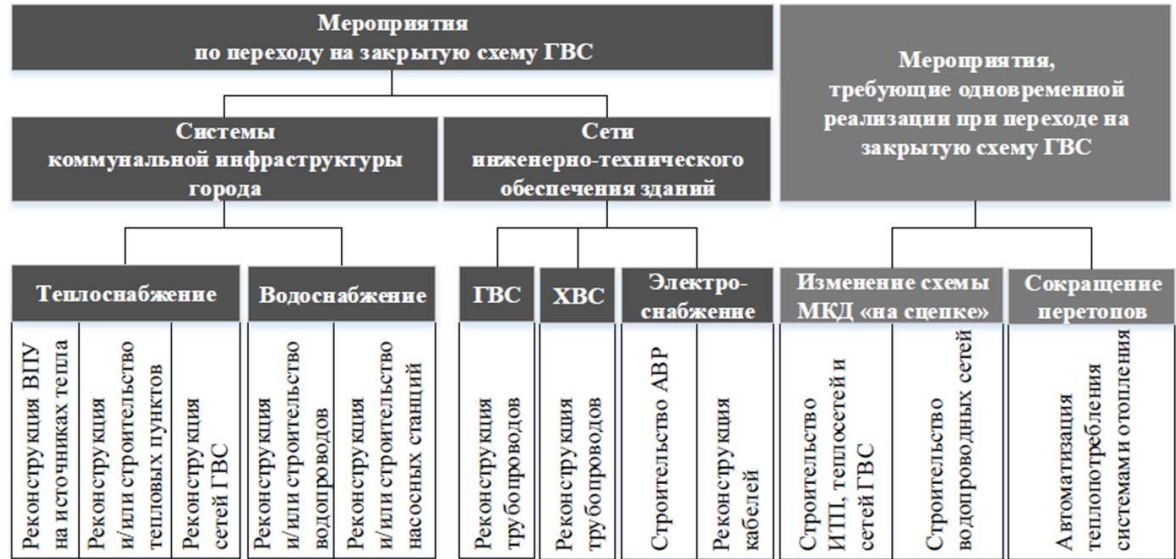 Мероприятия
по переходу на закрытую схему ГВС
Мероприятия,
требующие одновременной
реализации при переходе на
закрытую схему ГВС
Системы
коммунальной инфраструктуры
города
Сети
инженерно-технического
обеспечения зданий
Теплоснабжение
Водоснабжение
ГВС
ХВС
Электро-
снабжение
Изменение схемы
МКД «на сцепке»
Сокращение
перетопов
Реконструкция ВПУ
на источниках тепла
Реконструкция
и/или строительство
тепловых пунктов
Реконструкция
сетей ГВС
Реконструкция
и/или строительство
водопроводов
Реконструкция
и/или строительство
насосных станций
Реконструкция
трубопроводов
Реконструкция
трубопроводов
Строительство АВР
Реконструкция
кабелей
Строительство
ИТП, теплосетей и
сетей ГВС
Строительство
водопроводных сетей
Автоматизация
теплопотребления
системами отопления